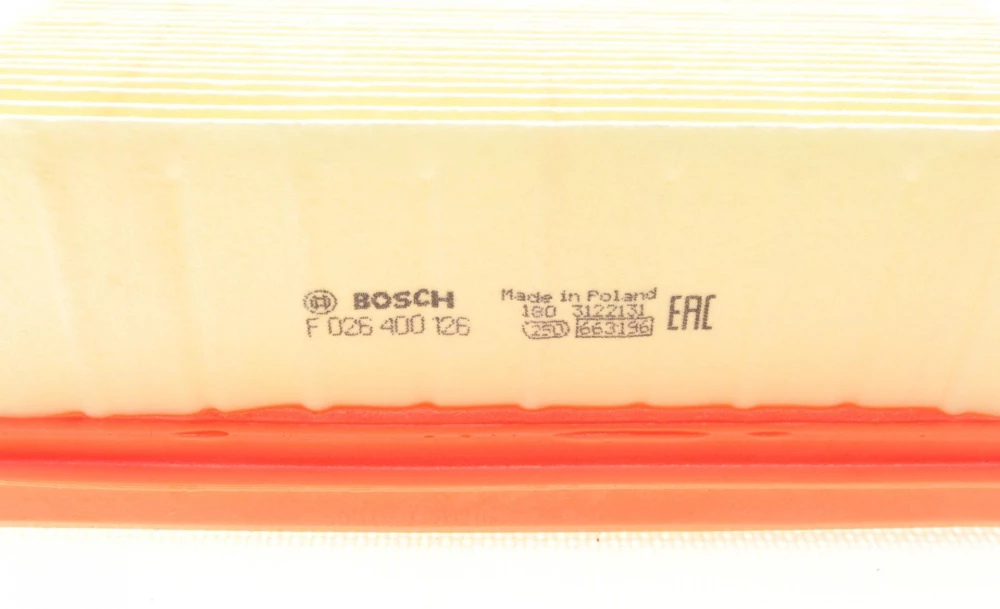 BOSCH
F 026 400 126
Made in Poland
180 3122131
250 663196
EAC